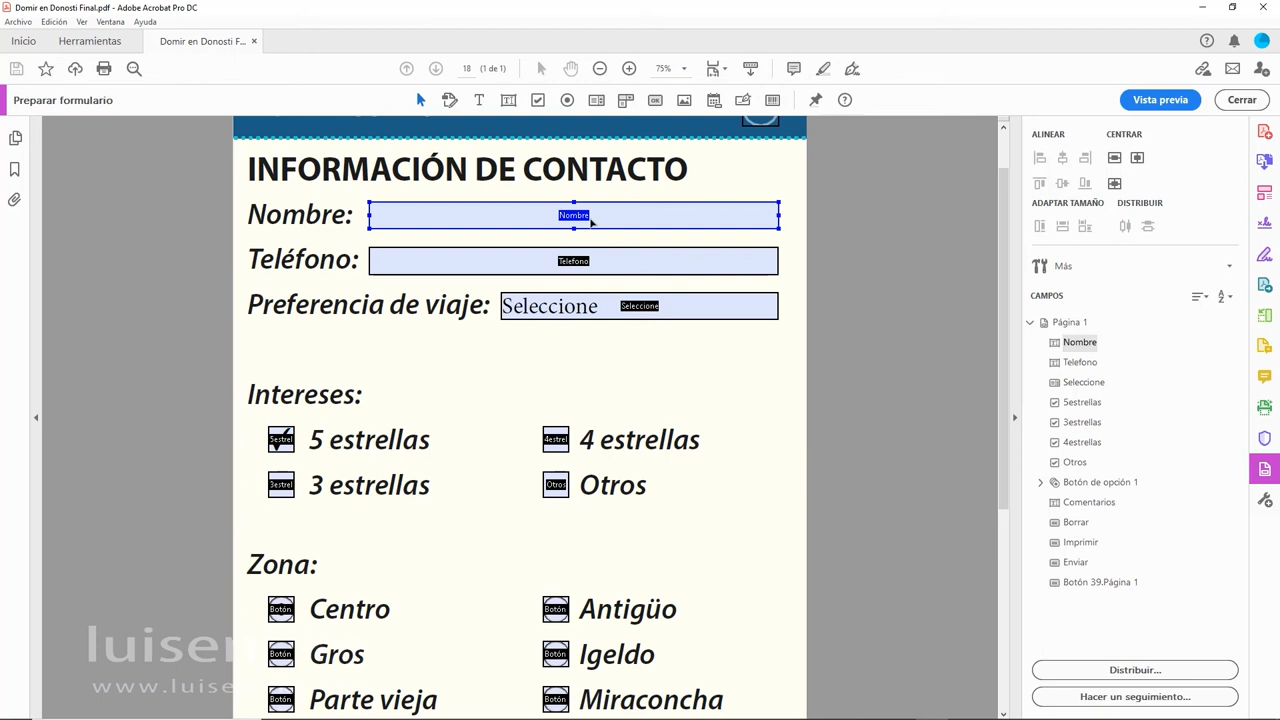 Domir en Donosti Final.pdf - Adobe Acrobat Pro DC
Archivo Edición Ver Ventana Ayuda
Inicio Herramientas Domir en Donosti F... ×
18 (1 de 1) 75%
Preparar formulario Vista previa Cerrar
INFORMACIÓN DE CONTACTO
Nombre: Nombre
Teléfono: Telefono
Preferencia de viaje: Seleccione Seleccione
Intereses:
5estrel 5 estrellas 4estrel 4 estrellas
3estrel 3 estrellas Otros Otros
Zona:
Botón Centro Botón Antigüo
Botón Gros Botón Igeldo
Botón Parte vieja Botón Miraconcha
luiser
www.luise
ALINEAR CENTRAR
ADAPTAR TAMAÑO DISTRIBUIR
Más
CAMPOS
Página 1
Nombre
Telefono
Seleccione
5estrellas
3estrellas
4estrellas
Otros
Botón de opción 1
Comentarios
Borrar
Imprimir
Enviar
Botón 39.Página 1
Distribuir...
Hacer un seguimiento...